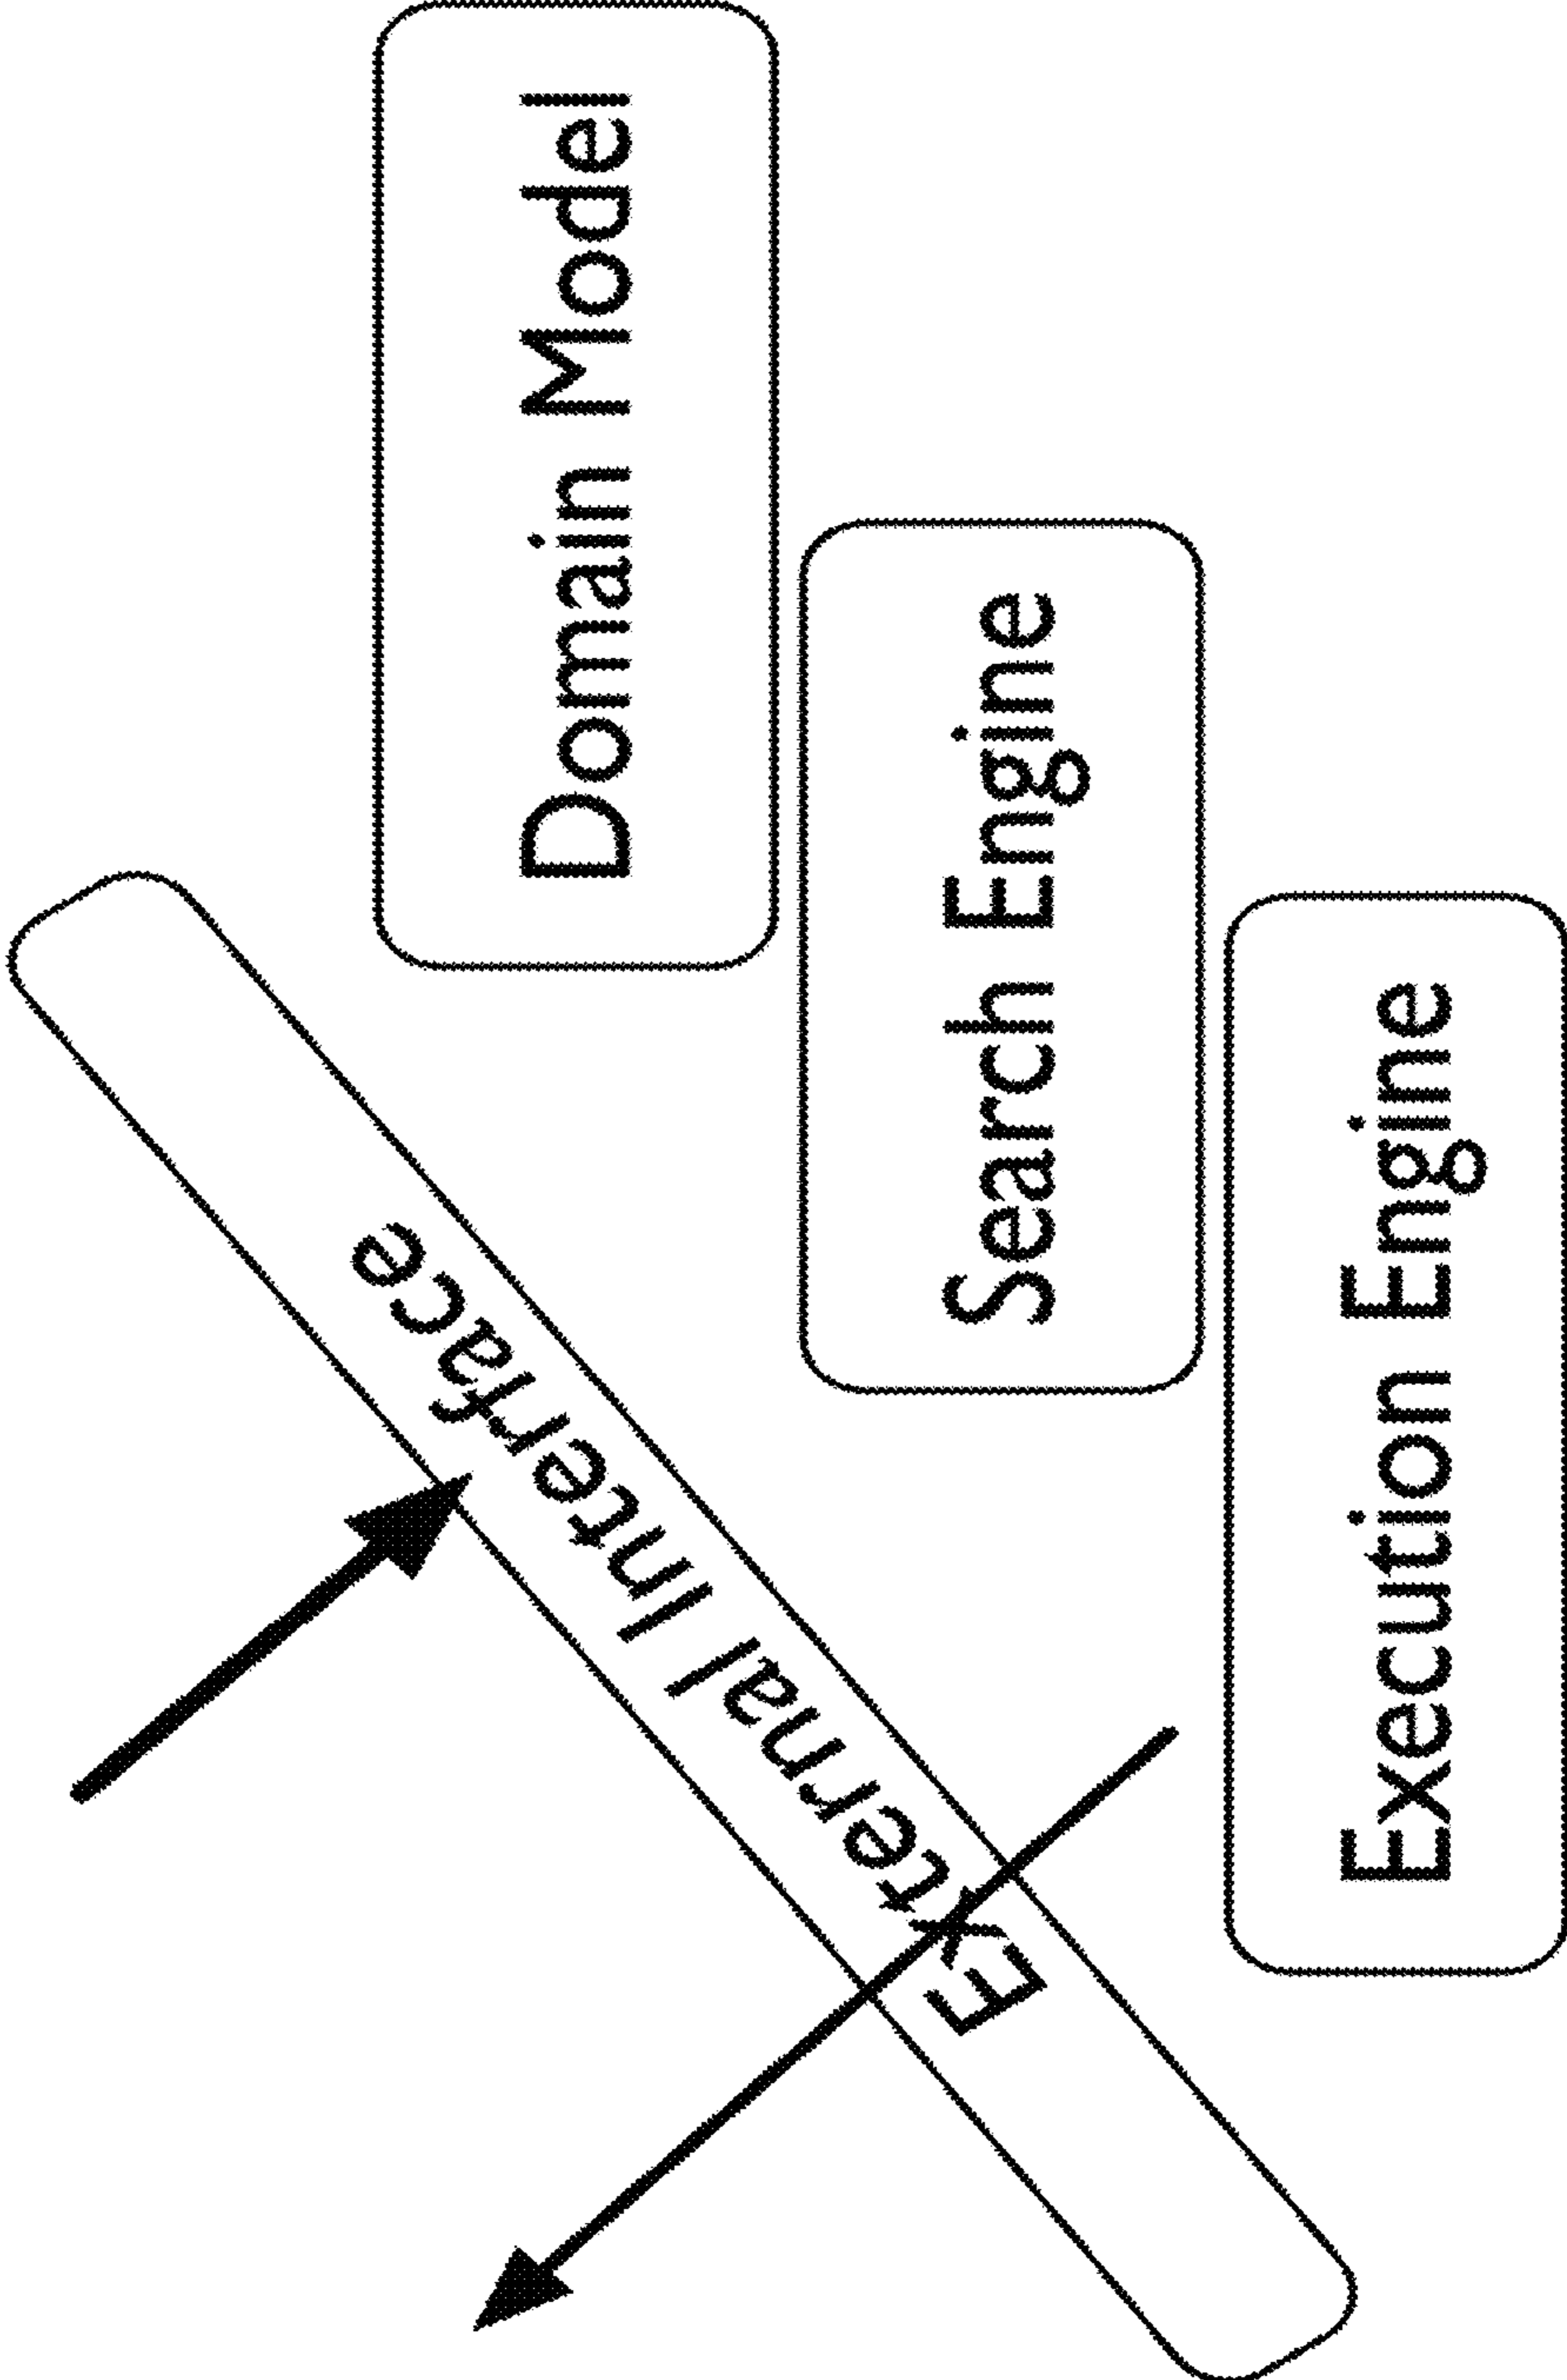 External Interface
Domain Model
Search Engine
Execution Engine